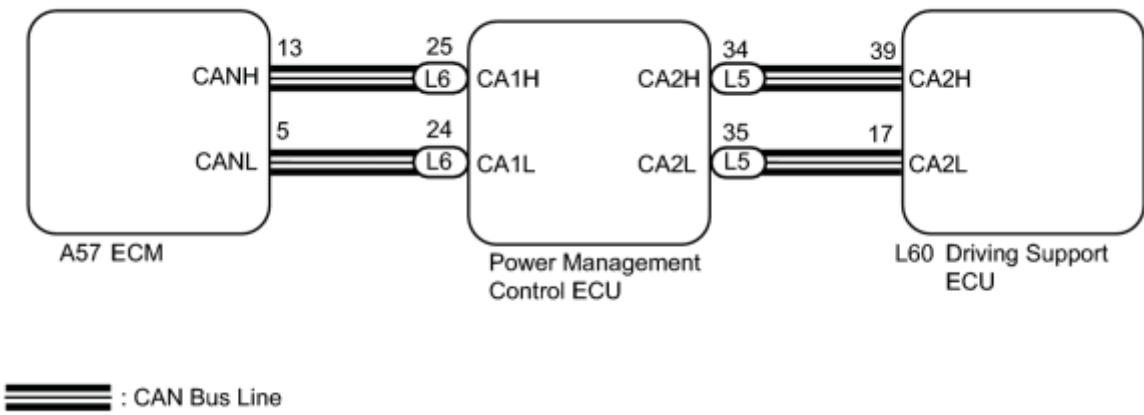 13 25 34 39
CANH L6 CA1H CA2H L5 CA2H
5 24 35 17
CANL L6 CA1L CA2L L5 CA2L
A57 ECM
Power Management
Control ECU
L60 Driving Support
ECU
: CAN Bus Line